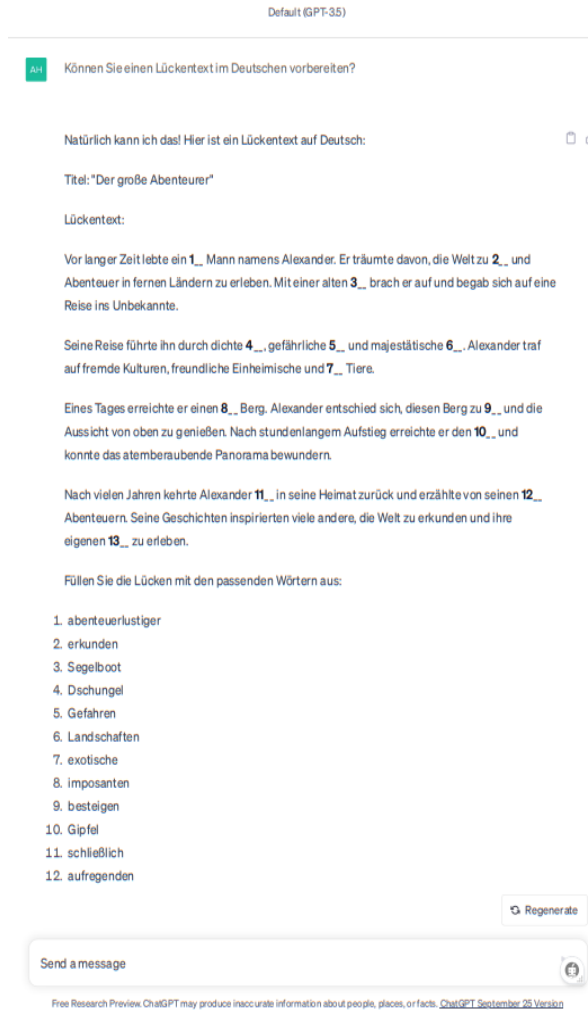 Default (GPT-3.5)
AH Können Sie einen Lückentext im Deutschen vorbereiten?
Natürlich kann ich das! Hier ist ein Lückentext auf Deutsch:
Titel: "Der große Abenteurer"
Lückentext:
Vor langer Zeit lebte ein 1__ Mann namens Alexander. Er träumte davon, die Welt zu 2__ und
Abenteuer in fernen Ländern zu erleben. Mit einer alten 3__ brach er auf und begab sich auf eine
Reise ins Unbekannte.
Seine Reise führte ihn durch dichte 4__, gefährliche 5__ und majestätische 6__. Alexander traf
auf fremde Kulturen, freundliche Einheimische und 7__ Tiere.
Eines Tages erreichte er einen 8__ Berg. Alexander entschied sich, diesen Berg zu 9__ und die
Aussicht von oben zu genießen. Nach stundenlangem Aufstieg erreichte er den 10__ und
konnte das atemberaubende Panorama bewundern.
Nach vielen Jahren kehrte Alexander 11__ in seine Heimat zurück und erzählte von seinen 12__
Abenteuern. Seine Geschichten inspirierten viele andere, die Welt zu erkunden und ihre
eigenen 13__ zu erleben.
Füllen Sie die Lücken mit den passenden Wörtern aus:
1. abenteuerlustiger
2. erkunden
3. Segelboot
4. Dschungel
5. Gefahren
6. Landschaften
7. exotische
8. imposanten
9. besteigen
10. Gipfel
11. schließlich
12. aufregenden
Regenerate
Send a message
Free Research Preview. ChatGPT may produce inaccurate information about people, places, or facts. ChatGPT September 25 Version